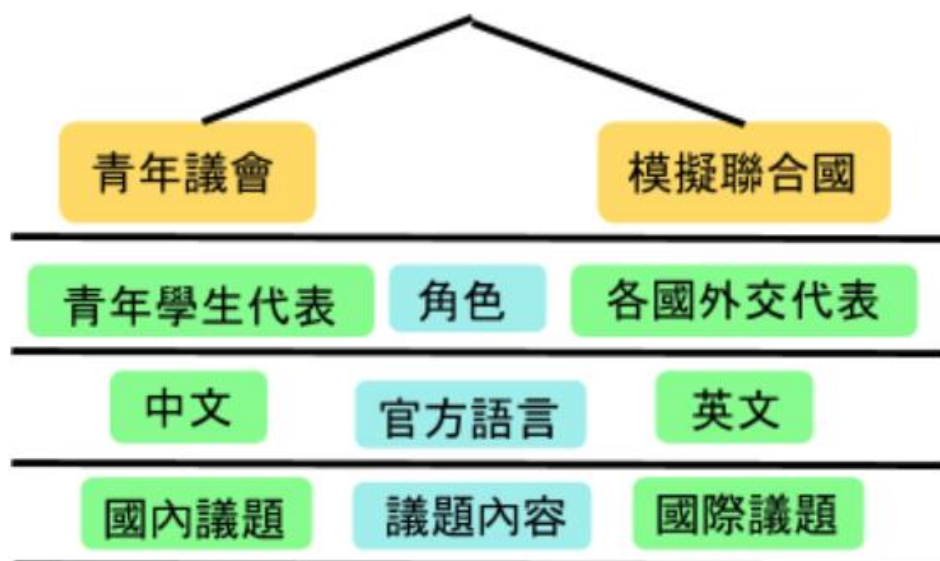 青年議會 模擬聯合國
青年學生代表 角色 各國外交代表
中文 官方語言 英文
國內議題 議題內容 國際議題